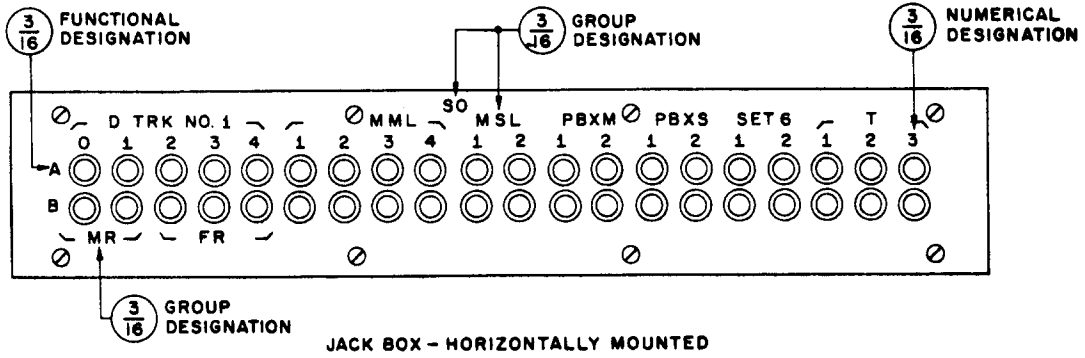 3/16 FUNCTIONAL DESIGNATION
3/16 GROUP DESIGNATION
3/16 NUMERICAL DESIGNATION
SO
D TRK NO. 1 MML MSL PBXM PBXS SET 6 T
0 1 2 3 4 1 2 3 4 1 2 1 2 1 2 1 2 1 2 3
A
B
MR FR
3/16 GROUP DESIGNATION
JACK BOX - HORIZONTALLY MOUNTED